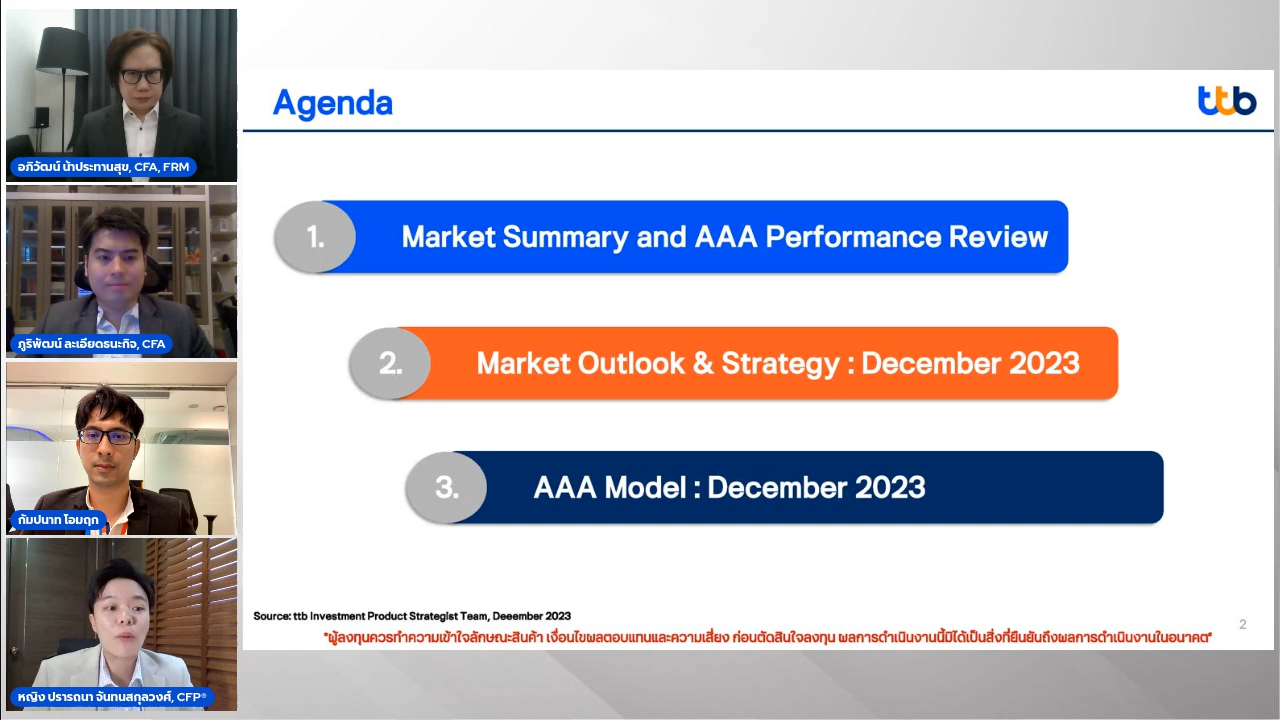 อภิวัฒน์ น้าประทานสุข, CFA, FRM
ภูริพัฒน์ ละเอียดธนะกิจ, CFA
กัมปนาท โอมฤก
หญิง ปรารถนา จันทนสกุลวงศ์, CFP®
Agenda
ttb
1. Market Summary and AAA Performance Review
2. Market Outlook & Strategy : December 2023
3. AAA Model : December 2023
Source: ttb Investment Product Strategist Team, Deeember 2023
2
"ผู้ลงทุนควรทำความเข้าใจลักษณะสินค้า เงื่อนไขผลตอบแทนและความเสี่ยง ก่อนตัดสินใจลงทุน ผลการดำเนินงานนี้มิได้เป็นสิ่งที่ยืนยันถึงผลการดำเนินงานในอนาคต"